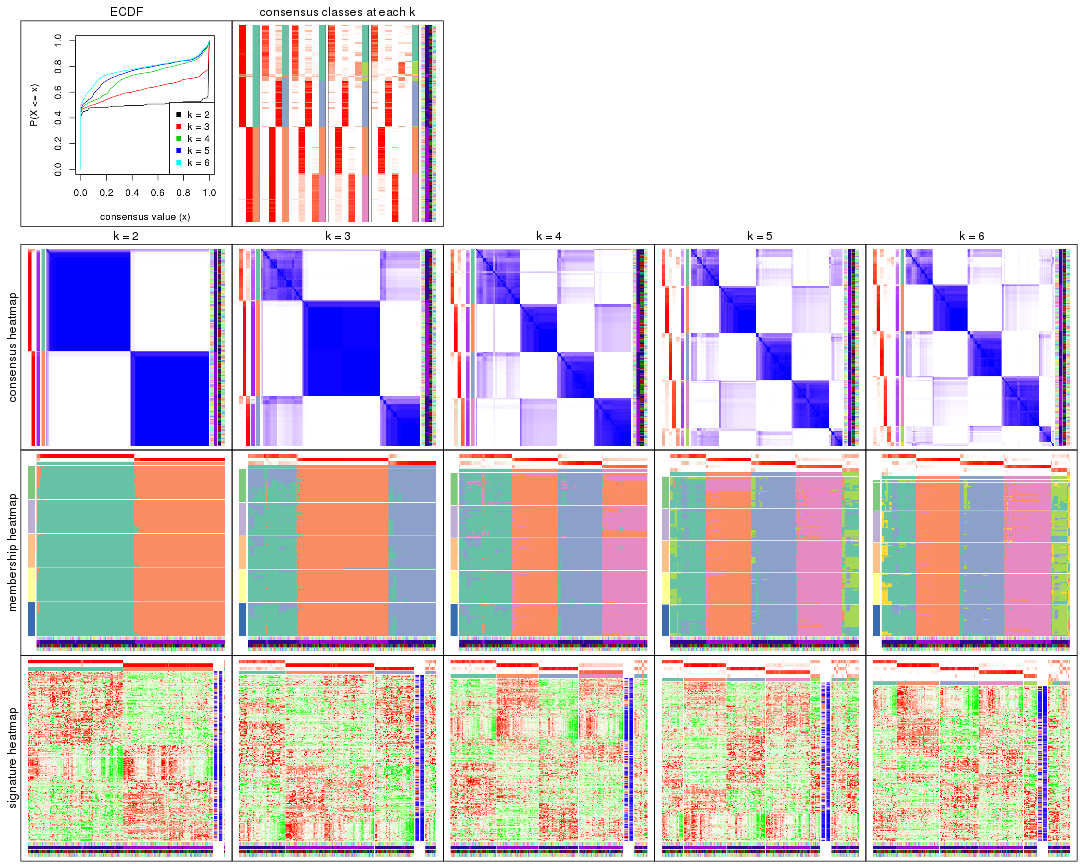 ECDF
consensus classes at each k
P(X <= x)
0.0 0.2 0.4 0.6 0.8 1.0
k = 2
k = 3
k = 4
k = 5
k = 6
0.0 0.2 0.4 0.6 0.8 1.0
consensus value (x)
k = 2 k = 3 k = 4 k = 5 k = 6
consensus heatmap
membership heatmap
signature heatmap